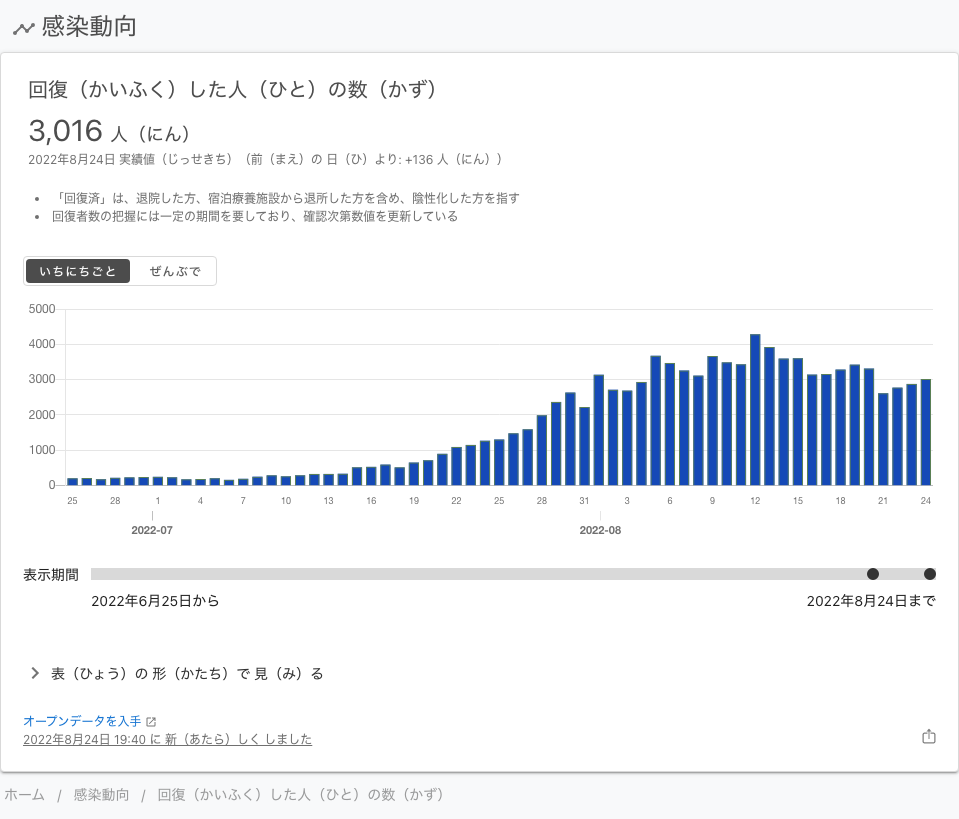 感染動向
回復（かいふく）した人（ひと）の数（かず）
3,016 人（にん）
2022年8月24日 実績値（じっせきち）（前（まえ）の 日（ひ）より: +136 人（にん））
• 「回復済」は、退院した方、宿泊療養施設から退所した方を含め、陰性化した方を指す
• 回復者数の把握には一定の期間を要しており、確認次第数値を更新している
いちにちごと ぜんぶで
5000
4000
3000
2000
1000
0
25 28 1 4 7 10 13 16 19 22 25 28 31 3 6 9 12 15 18 21 24
2022-07 2022-08
表示期間
2022年6月25日から 2022年8月24日まで
表（ひょう）の 形（かたち）で 見（み）る
オープンデータを入手
2022年8月24日 19:40 に 新（あたら）しく しました
ホーム / 感染動向 / 回復（かいふく）した人（ひと）の数（かず）